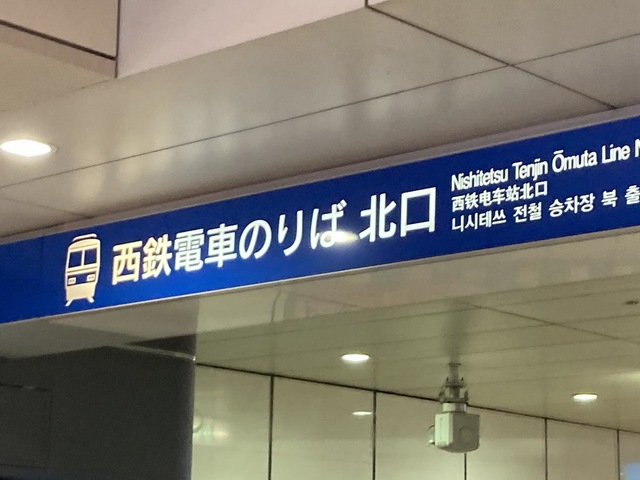 西鉄電車のりば 北口
Nishitetsu Tenjin Ōmuta Line
西铁电车站北口
니시테쓰 전철 승차장 북